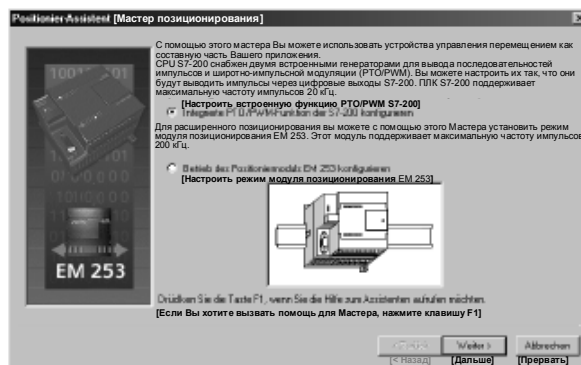 Positionier-Assistent [Мастер позиционирования]
С помощью этого мастера Вы можете использовать устройства управления перемещением как
составную часть Вашего приложения.
CPU S7-200 снабжен двумя встроенными генераторами для вывода последовательностей
импульсов и широтно-импульсной модуляции (PTO/PWM). Вы можете настроить их так, что они
будут выводить импульсы через цифровые выходы S7-200. ПЛК S7-200 поддерживает
максимальную частоту импульсов 20 кГц.
[Настроить встроенную функцию PTO/PWM S7-200]
Integrierte PTO/PWM-Funktion der S7-200 konfigurieren
Для расширенного позиционирования вы можете с помощью этого Мастера установить режим
модуля позиционирования EM 253. Этот модуль поддерживает максимальную частоту импульсов
200 кГц.
Betrieb des Positioniermoduls EM 253 konfigurieren
[Настроить режим модуля позиционирования EM 253]
EM 253
Drücken Sie die Taste F1, wenn Sie die Hilfe zum Assistenten aufrufen möchten.
[Если Вы хотите вызвать помощь для Мастера, нажмите клавишу F1]
< Zurück Weiter > Abbrechen
[< Назад] [Дальше] [Прервать]